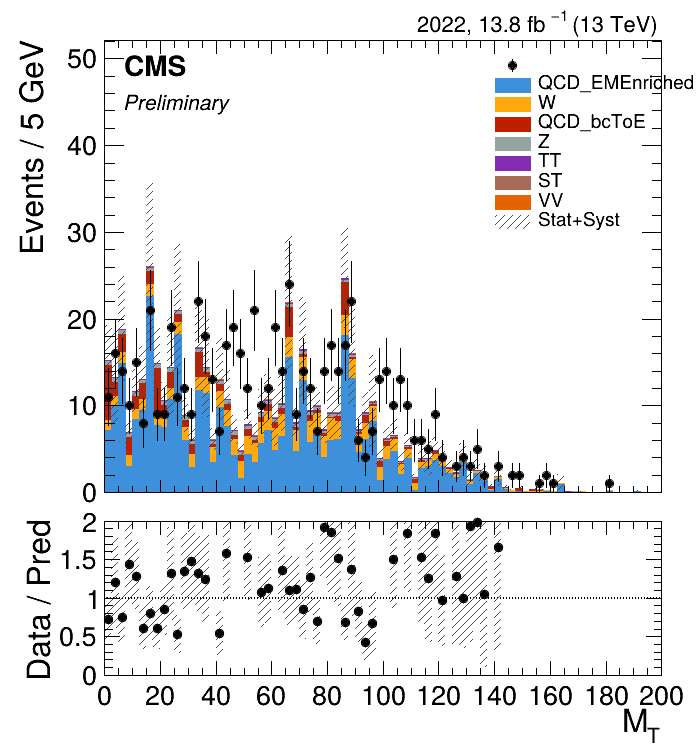 2022, 13.8 fb⁻¹ (13 TeV)
CMS
Preliminary
Events / 5 GeV
50
40
30
20
10
0
QCD_EMEnriched
W
QCD_bcToE
Z
TT
ST
VV
Stat+Syst
Data / Pred
2
1.5
1
0.5
0
0 20 40 60 80 100 120 140 160 180 200
M_T